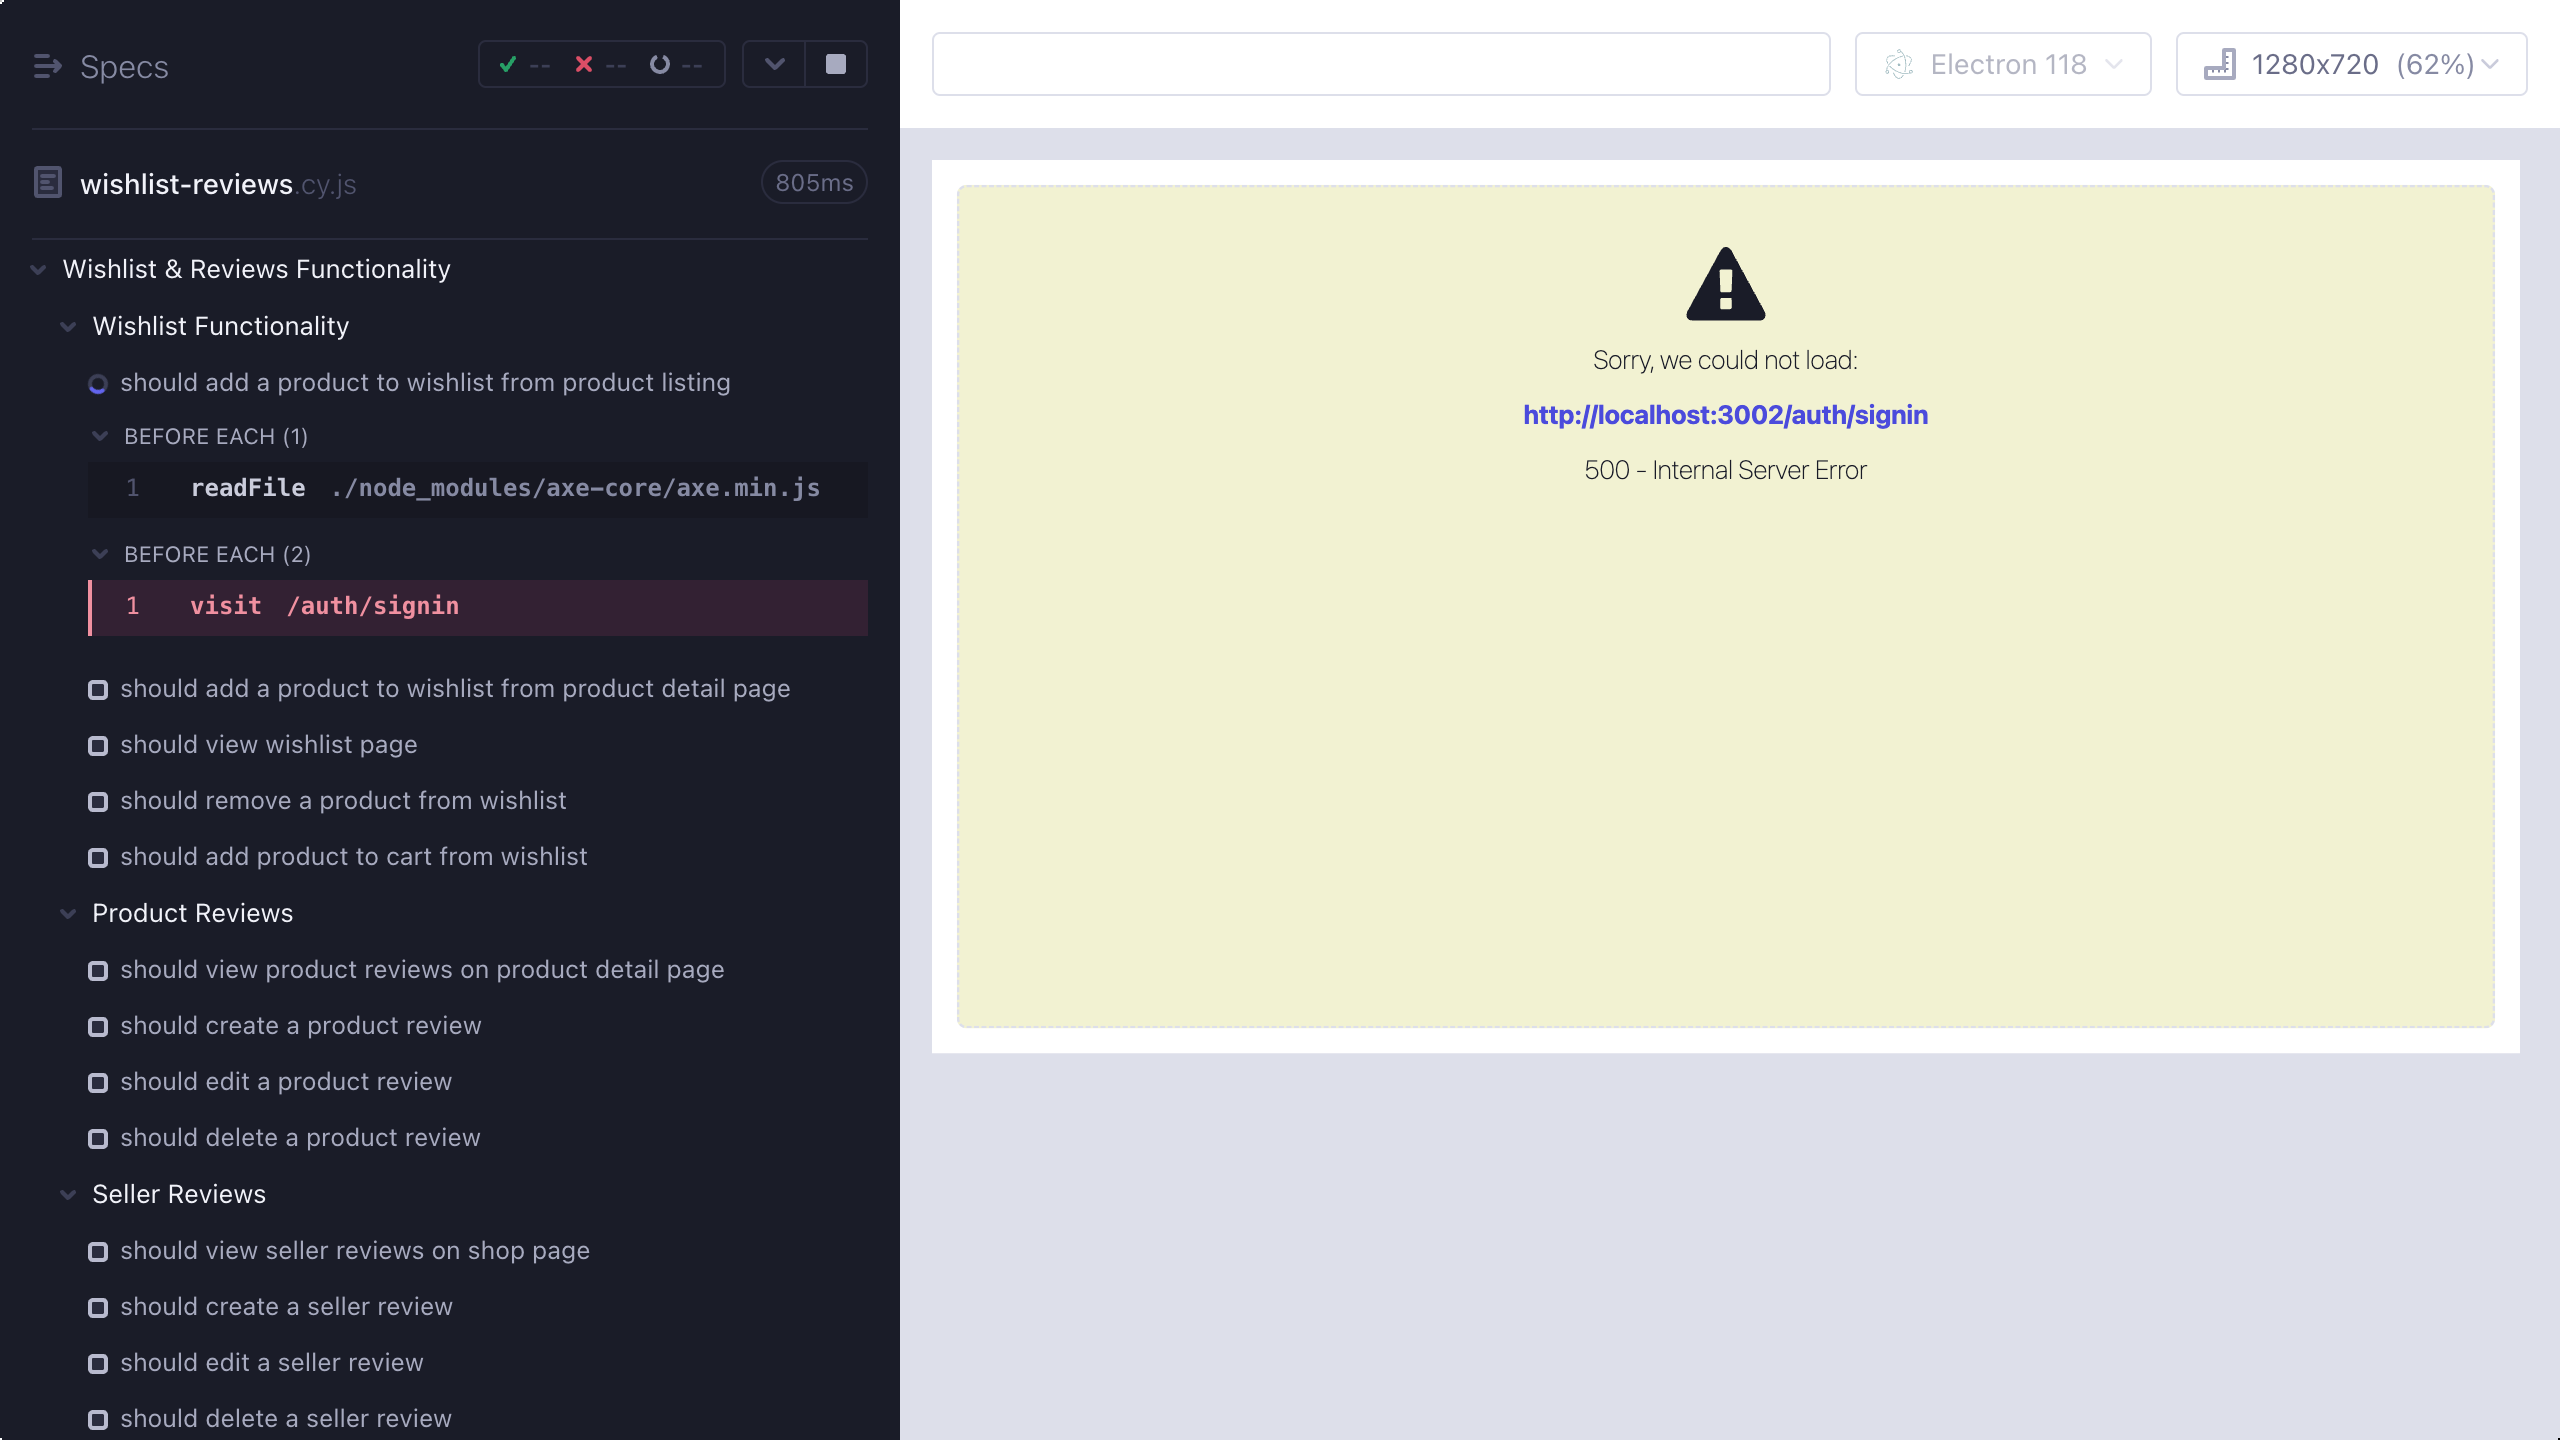 Specs
-- -- --
wishlist-reviews.cy.js 805ms
Wishlist & Reviews Functionality
Wishlist Functionality
should add a product to wishlist from product listing
BEFORE EACH (1)
1 readFile ./node_modules/axe-core/axe.min.js
BEFORE EACH (2)
1 visit /auth/signin
should add a product to wishlist from product detail page
should view wishlist page
should remove a product from wishlist
should add product to cart from wishlist
Product Reviews
should view product reviews on product detail page
should create a product review
should edit a product review
should delete a product review
Seller Reviews
should view seller reviews on shop page
should create a seller review
should edit a seller review
should delete a seller review
Electron 118
1280x720 (62%)
Sorry, we could not load:
http://localhost:3002/auth/signin
500 - Internal Server Error